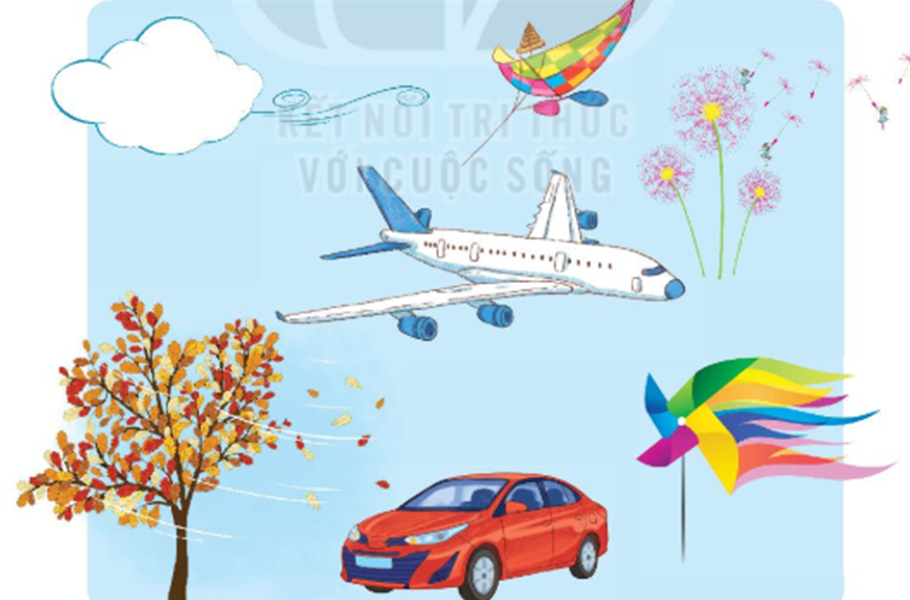 KẾT NỐI TRI THỨC
VỚI CUỘC SỐNG